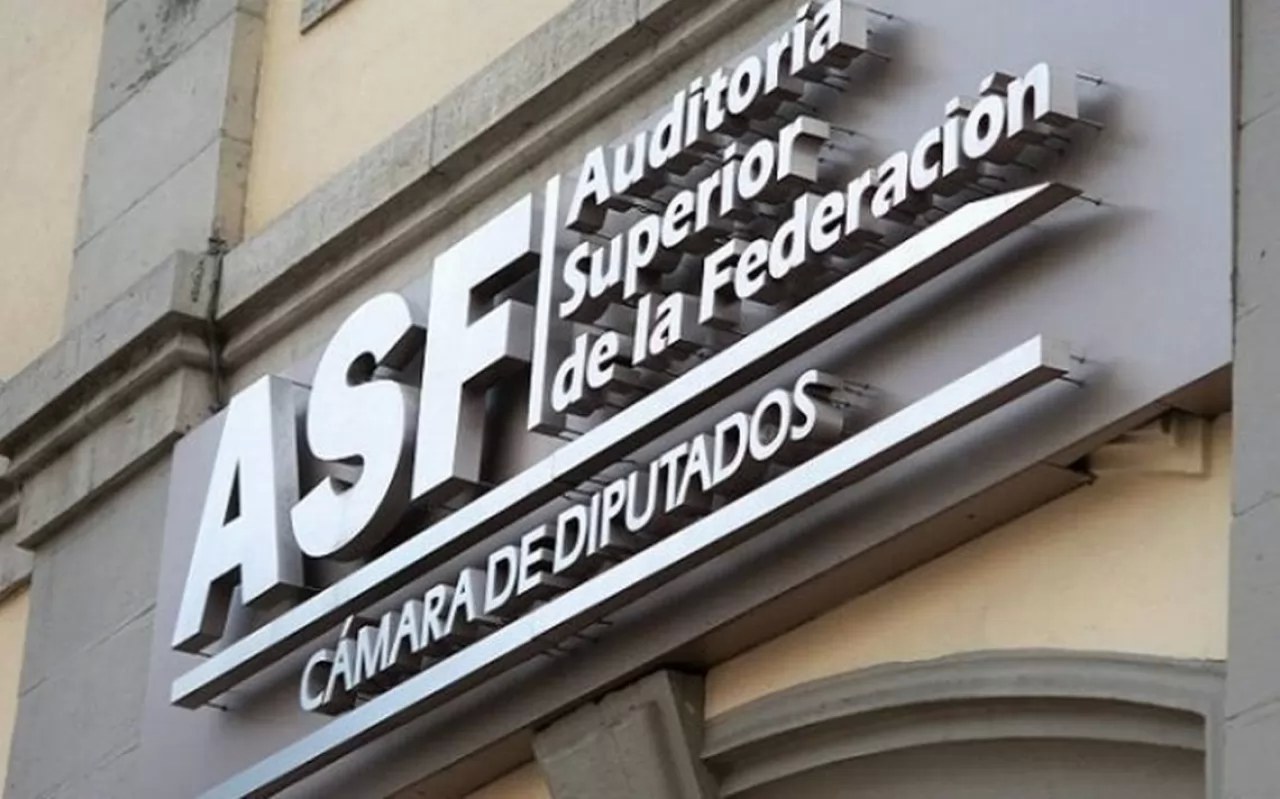 ASF
Auditoría
Superior
de la Federación
CÁMARA DE DIPUTADOS